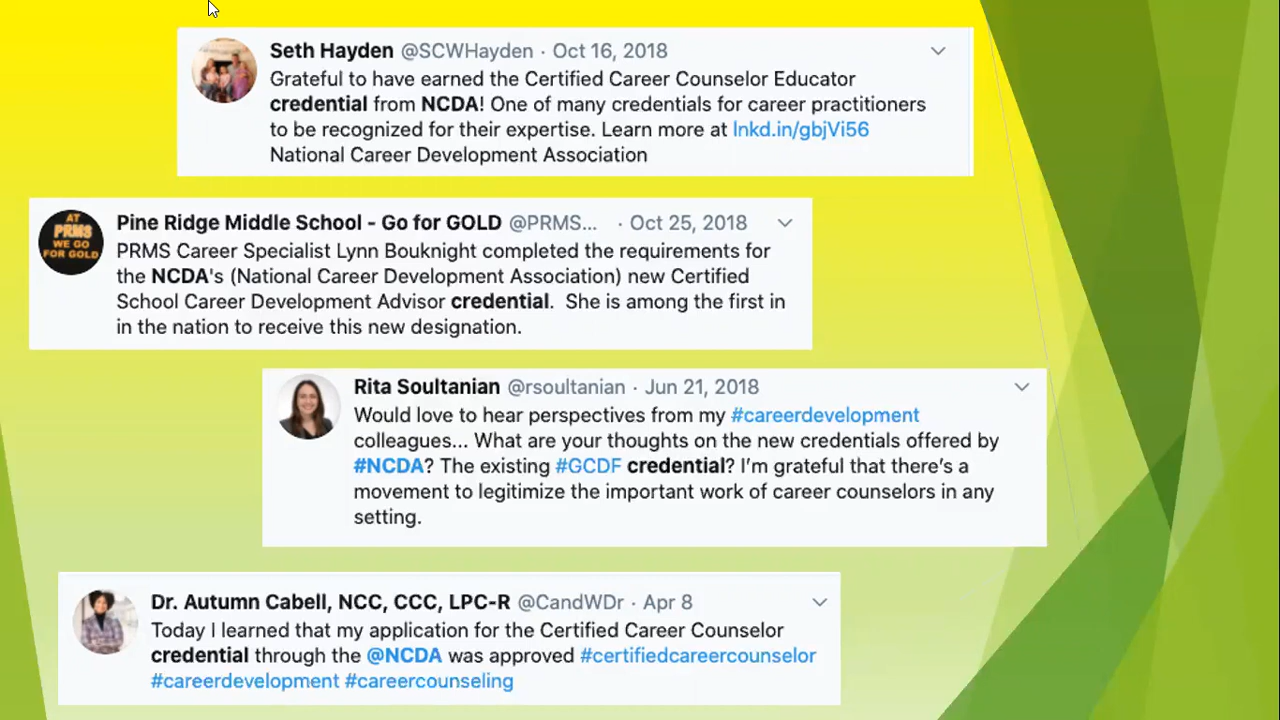 Seth Hayden @SCWHayden · Oct 16, 2018
Grateful to have earned the Certified Career Counselor Educator
credential from NCDA! One of many credentials for career practitioners
to be recognized for their expertise. Learn more at lnkd.in/gbjVi56
National Career Development Association
AT
PRMS
WE GO
FOR GOLD
Pine Ridge Middle School - Go for GOLD @PRMS... · Oct 25, 2018
PRMS Career Specialist Lynn Bouknight completed the requirements for
the NCDA's (National Career Development Association) new Certified
School Career Development Advisor credential. She is among the first in
in the nation to receive this new designation.
Rita Soultanian @rsoultanian · Jun 21, 2018
Would love to hear perspectives from my #careerdevelopment
colleagues... What are your thoughts on the new credentials offered by
#NCDA? The existing #GCDF credential? I'm grateful that there's a
movement to legitimize the important work of career counselors in any
setting.
Dr. Autumn Cabell, NCC, CCC, LPC-R @CandWDr · Apr 8
Today I learned that my application for the Certified Career Counselor
credential through the @NCDA was approved #certifiedcareercounselor
#careerdevelopment #careercounseling